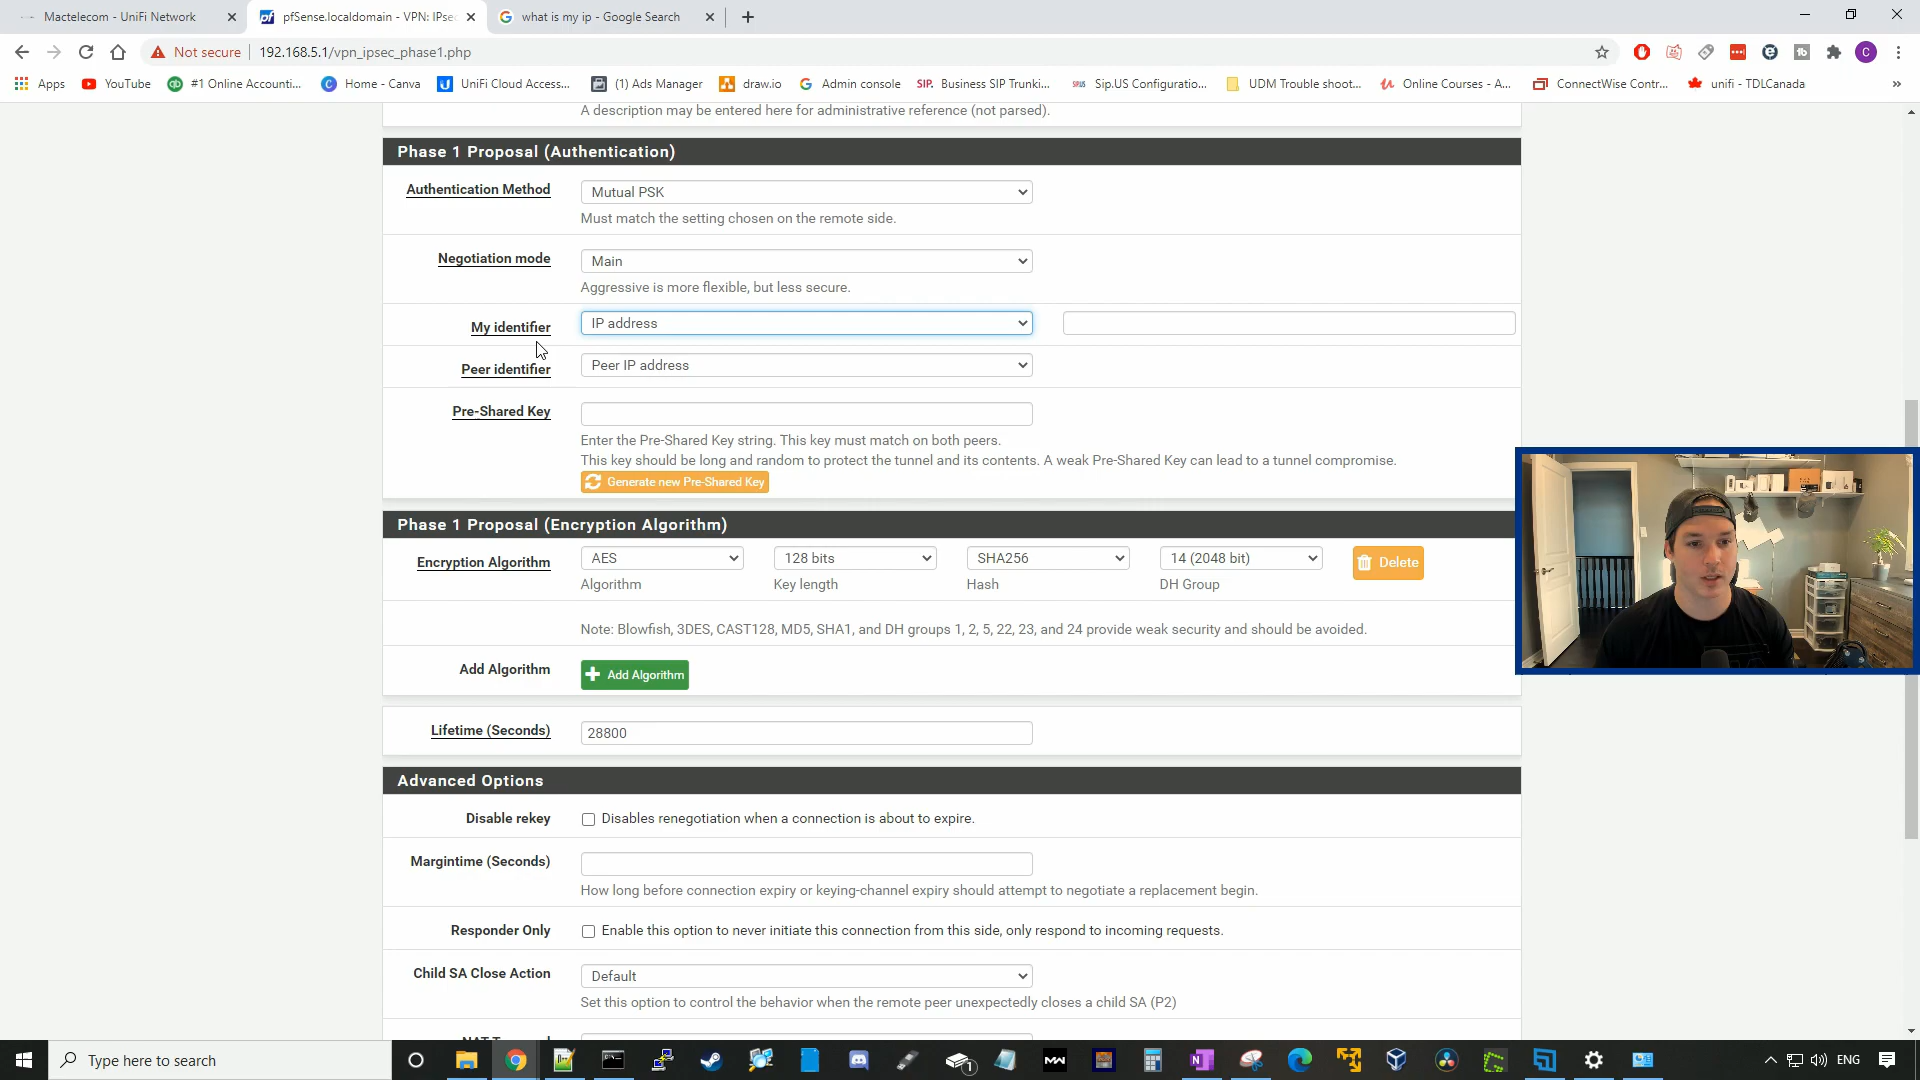 Mactelecom - UniFi Network
pfSense.localdomain - VPN: IPsec
what is my ip - Google Search
Not secure 192.168.5.1/vpn_ipsec_phase1.php
Apps YouTube #1 Online Accounti... Home - Canva UniFi Cloud Access... (1) Ads Manager draw.io Admin console SIP. Business SIP Trunki... Sip.US Configuratio... UDM Trouble shoot... Online Courses - A... ConnectWise Contr... unifi - TDLCanada »
A description may be entered here for administrative reference (not parsed).
Phase 1 Proposal (Authentication)
Authentication Method Mutual PSK
Must match the setting chosen on the remote side.
Negotiation mode Main
Aggressive is more flexible, but less secure.
My identifier IP address
Peer identifier Peer IP address
Pre-Shared Key
Enter the Pre-Shared Key string. This key must match on both peers.
This key should be long and random to protect the tunnel and its contents. A weak Pre-Shared Key can lead to a tunnel compromise.
Generate new Pre-Shared Key
Phase 1 Proposal (Encryption Algorithm)
Encryption Algorithm AES 128 bits SHA256 14 (2048 bit) Delete
Algorithm Key length Hash DH Group
Note: Blowfish, 3DES, CAST128, MD5, SHA1, and DH groups 1, 2, 5, 22, 23, and 24 provide weak security and should be avoided.
Add Algorithm Add Algorithm
Lifetime (Seconds) 28800
Advanced Options
Disable rekey Disables renegotiation when a connection is about to expire.
Margintime (Seconds)
How long before connection expiry or keying-channel expiry should attempt to negotiate a replacement begin.
Responder Only Enable this option to never initiate this connection from this side, only respond to incoming requests.
Child SA Close Action Default
Set this option to control the behavior when the remote peer unexpectedly closes a child SA (P2)
Type here to search
ENG